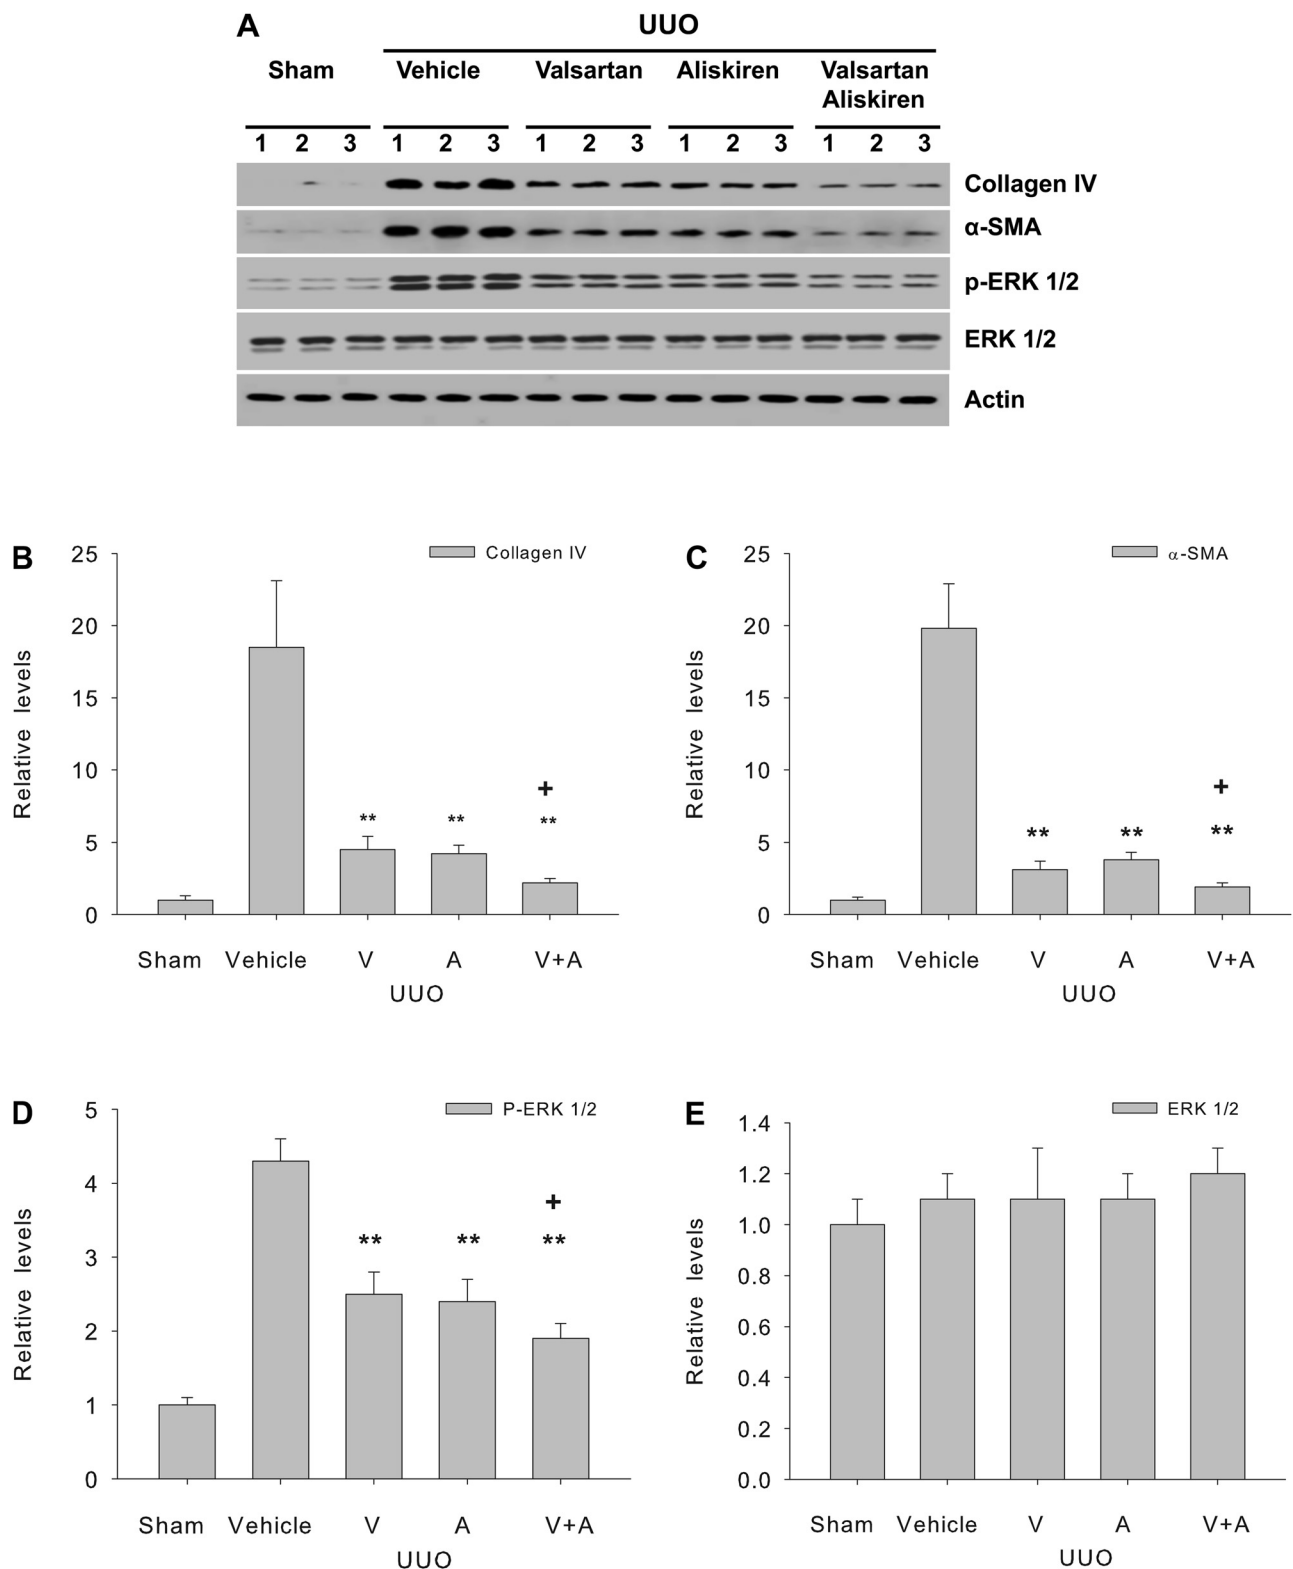 A
UUO
Sham Vehicle Valsartan Aliskiren Valsartan
Aliskiren
1 2 3 1 2 3 1 2 3 1 2 3 1 2 3
Collagen IV
α-SMA
p-ERK 1/2
ERK 1/2
Actin
B
Collagen IV
Relative levels
25
20
15
10
5
0
** ** + **
Sham Vehicle V A V+A
UUO
C
α-SMA
Relative levels
25
20
15
10
5
0
** ** + **
Sham Vehicle V A V+A
UUO
D
P-ERK 1/2
Relative levels
5
4
3
2
1
0
** ** + **
Sham Vehicle V A V+A
UUO
E
ERK 1/2
Relative levels
1.4
1.2
1.0
0.8
0.6
0.4
0.2
0.0
Sham Vehicle V A V+A
UUO